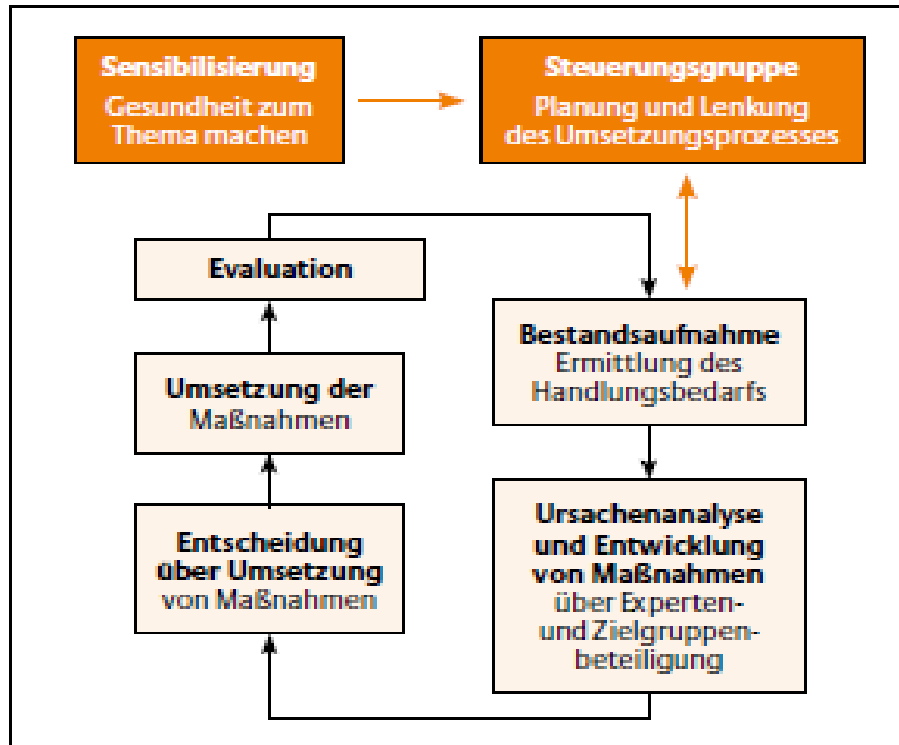 Sensibilisierung
Gesundheit zum
Thema machen
Steuerungsgruppe
Planung und Lenkung
des Umsetzungsprozesses
Evaluation
Bestandsaufnahme
Ermittlung des
Handlungsbedarfs
Umsetzung der
Maßnahmen
Ursachenanalyse
und Entwicklung
von Maßnahmen
über Experten-
und Zielgruppen-
beteiligung
Entscheidung
über Umsetzung
von Maßnahmen